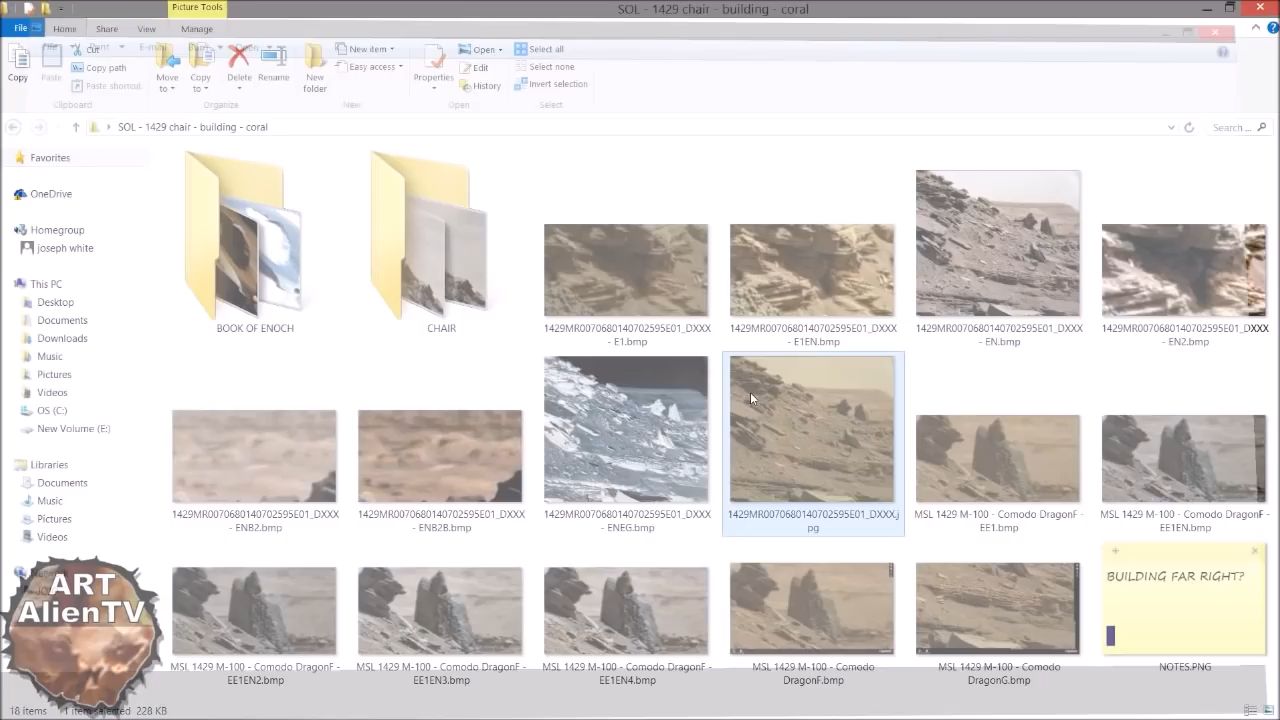 Picture Tools
SOL - 1429 chair - building - coral
File
Home
Share
View
Manage
Copy
Paste
Cut
Copy path
Paste shortcut
Clipboard
Move to
Copy to
Delete
Rename
Organize
New folder
New item
Easy access
New
Properties
Open
Edit
History
Open
Select all
Select none
Invert selection
Select
SOL - 1429 chair - building - coral
Search ...
Favorites
OneDrive
Homegroup
joseph white
This PC
Desktop
Documents
Downloads
Music
Pictures
Videos
OS (C:)
New Volume (E:)
Libraries
Documents
Music
Pictures
Videos
BOOK OF ENOCH
CHAIR
1429MR0070680140702595E01_DXXX
- E1.bmp
1429MR0070680140702595E01_DXXX
- E1EN.bmp
1429MR0070680140702595E01_DXXX
- EN.bmp
1429MR0070680140702595E01_DXXX
- EN2.bmp
1429MR0070680140702595E01_DXXX
- ENB2.bmp
1429MR0070680140702595E01_DXXX
- ENB2B.bmp
1429MR0070680140702595E01_DXXX
- ENEG.bmp
1429MR0070680140702595E01_DXXX.j
pg
MSL 1429 M-100 - Comodo DragonF -
EE1.bmp
MSL 1429 M-100 - Comodo DragonF -
EE1EN.bmp
MSL 1429 M-100 - Comodo DragonF -
EE1EN2.bmp
MSL 1429 M-100 - Comodo DragonF -
EE1EN3.bmp
MSL 1429 M-100 - Comodo DragonF -
EE1EN4.bmp
MSL 1429 M-100 - Comodo
DragonF.bmp
MSL 1429 M-100 - Comodo
DragonG.bmp
BUILDING FAR RIGHT?
NOTES.PNG
ART
AlienTV
18 items
1 item selected 228 KB